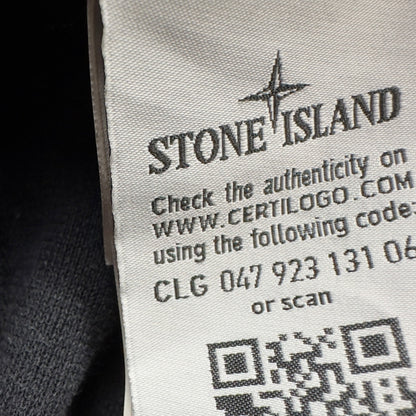 STONE ISLAND
Check the authenticity on
WWW.CERTILOGO.COM
using the following code:
CLG 047 923 131 06
or scan